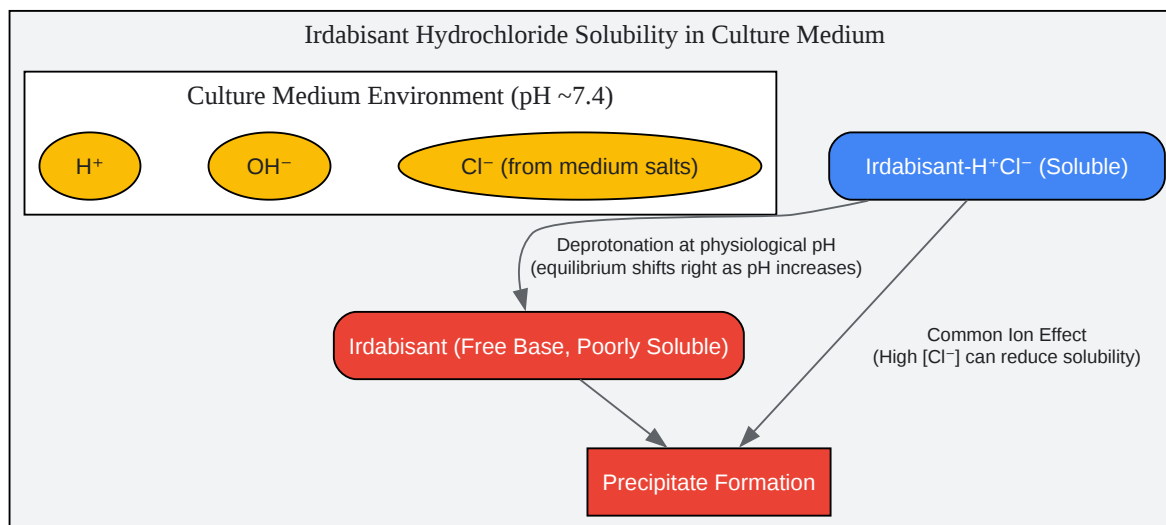 Irdabisant Hydrochloride Solubility in Culture Medium
Culture Medium Environment (pH ~7.4)
H⁺
OH⁻
Cl⁻ (from medium salts)
Irdabisant-H⁺Cl⁻ (Soluble)
Deprotonation at physiological pH
(equilibrium shifts right as pH increases)
Irdabisant (Free Base, Poorly Soluble)
Common Ion Effect
(High [Cl⁻] can reduce solubility)
Precipitate Formation